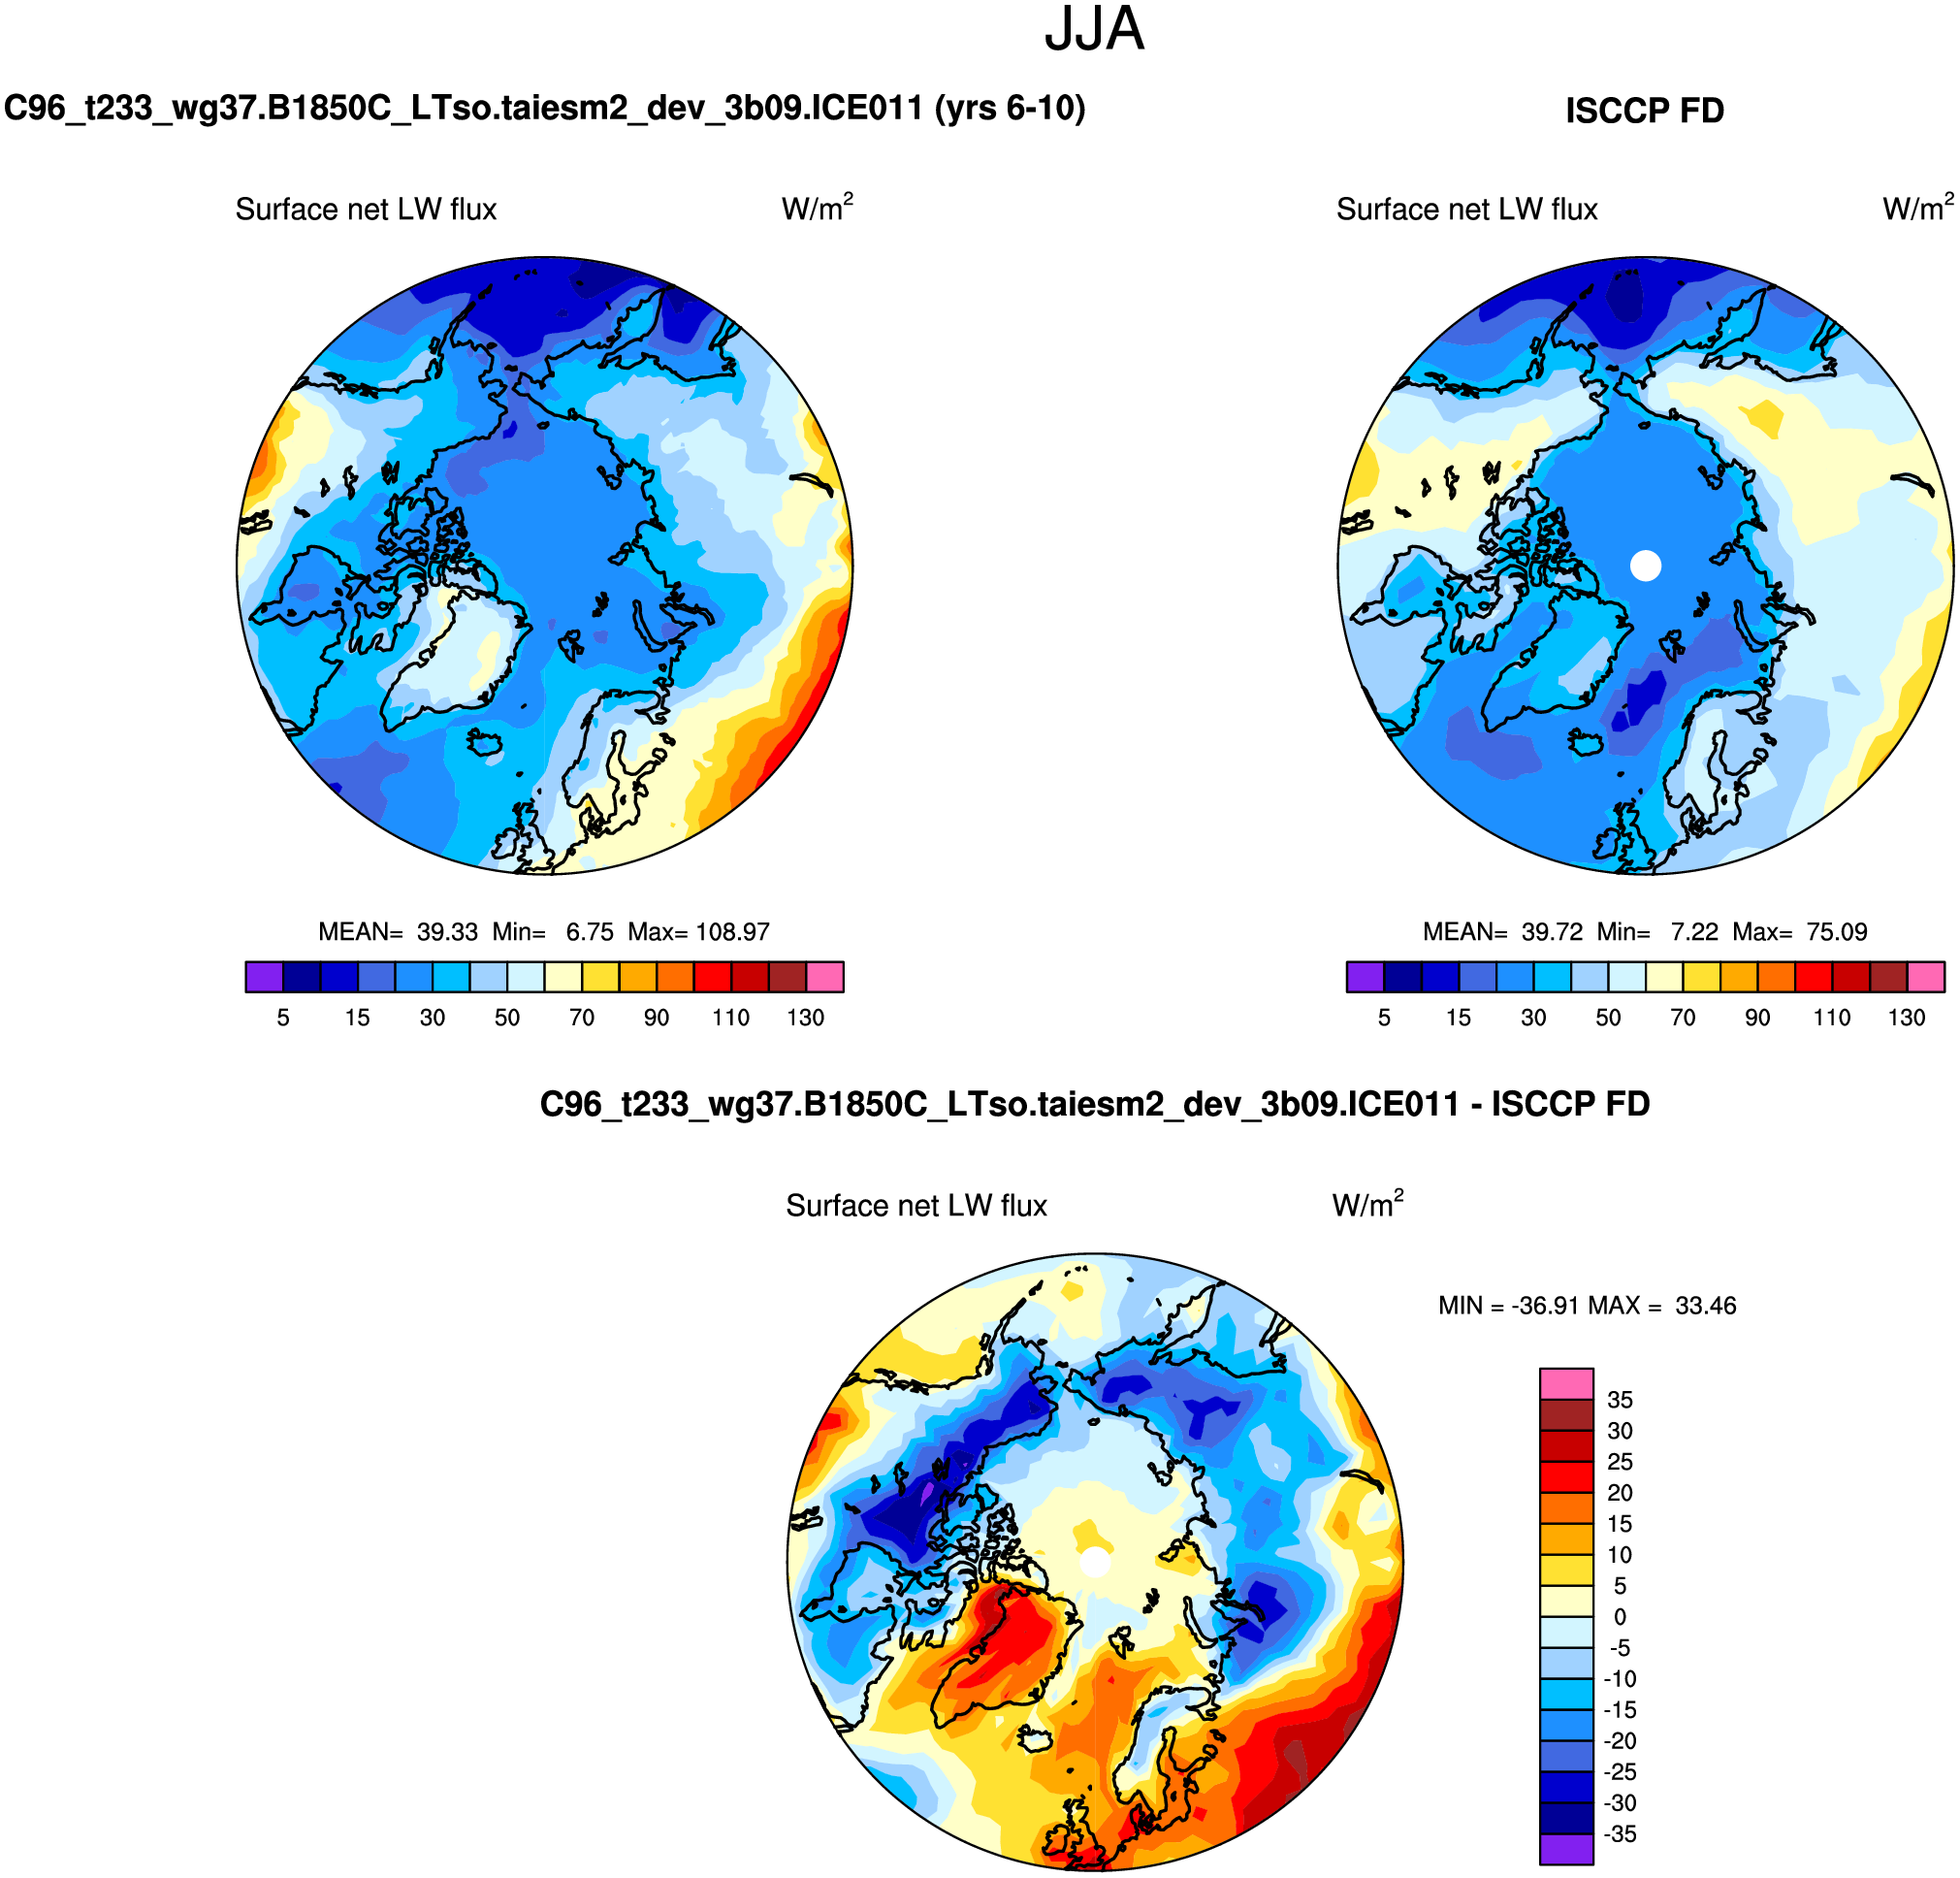 JJA
C96_t233_wg37.B1850C_LTso.taiesm2_dev_3b09.ICE011 (yrs 6-10)
ISCCP FD
Surface net LW flux W/m²
Surface net LW flux W/m²
MEAN= 39.33 Min= 6.75 Max= 108.97
MEAN= 39.72 Min= 7.22 Max= 75.09
5 15 30 50 70 90 110 130
5 15 30 50 70 90 110 130
C96_t233_wg37.B1850C_LTso.taiesm2_dev_3b09.ICE011 - ISCCP FD
Surface net LW flux W/m²
MIN = -36.91 MAX = 33.46
35
30
25
20
15
10
5
0
-5
-10
-15
-20
-25
-30
-35